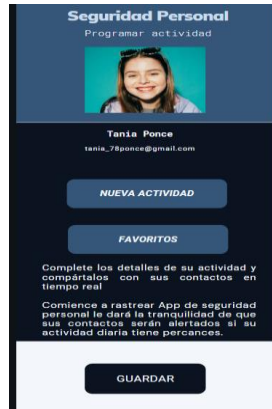 Seguridad Personal
Programar actividad
Tania Ponce
tania_78ponce@gmail.com
NUEVA ACTIVIDAD
FAVORITOS
Complete los detalles de su actividad y
compártalos con sus contactos en
tiempo real
Comience a rastrear App de seguridad
personal le dará la tranquilidad de que
sus contactos serán alertados si su
actividad diaria tiene percances.
GUARDAR